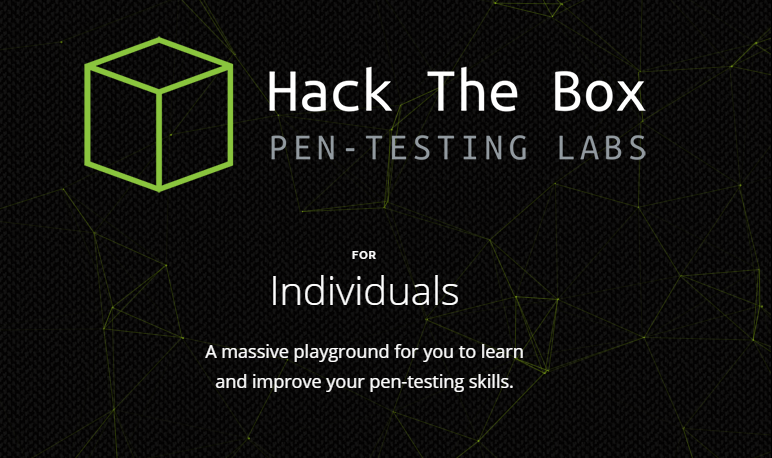 Hack The Box
PEN-TESTING LABS
FOR
Individuals
A massive playground for you to learn
and improve your pen-testing skills.